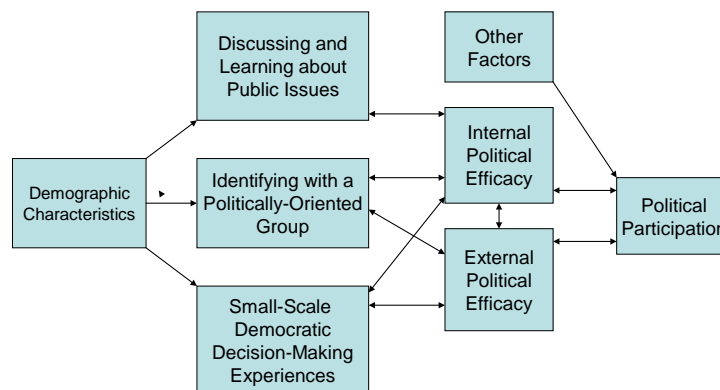 Discussing and
Learning about
Public Issues
Other
Factors
Internal
Political
Efficacy
Demographic
Characteristics
Identifying with a
Politically-Oriented
Group
Political
Participation
External
Political
Efficacy
Small-Scale
Democratic
Decision-Making
Experiences